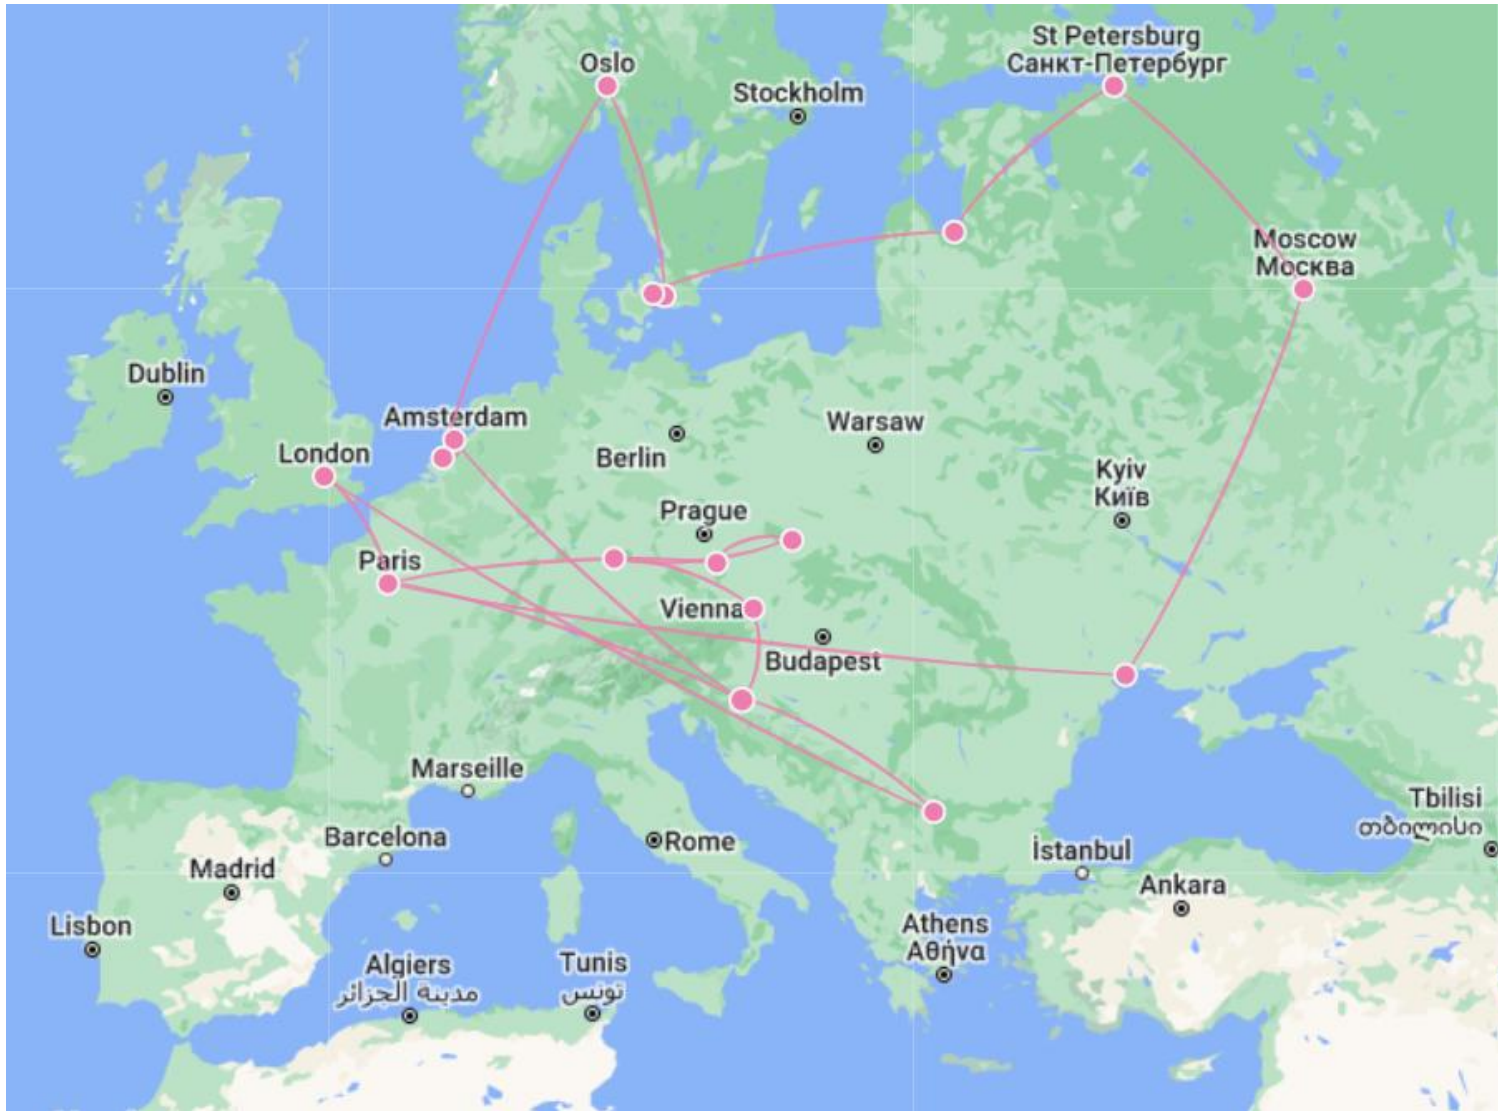 St Petersburg
Санкт-Петербург
Oslo
Stockholm
Moscow
Москва
Dublin
Amsterdam
Warsaw
London
Berlin
Kyiv
Київ
Prague
Paris
Vienna
Budapest
Marseille
Tbilisi
თბილისი
Barcelona
Rome
İstanbul
Madrid
Ankara
Lisbon
Athens
Αθήνα
Algiers
مدينة الجزائر
Tunis
تونس